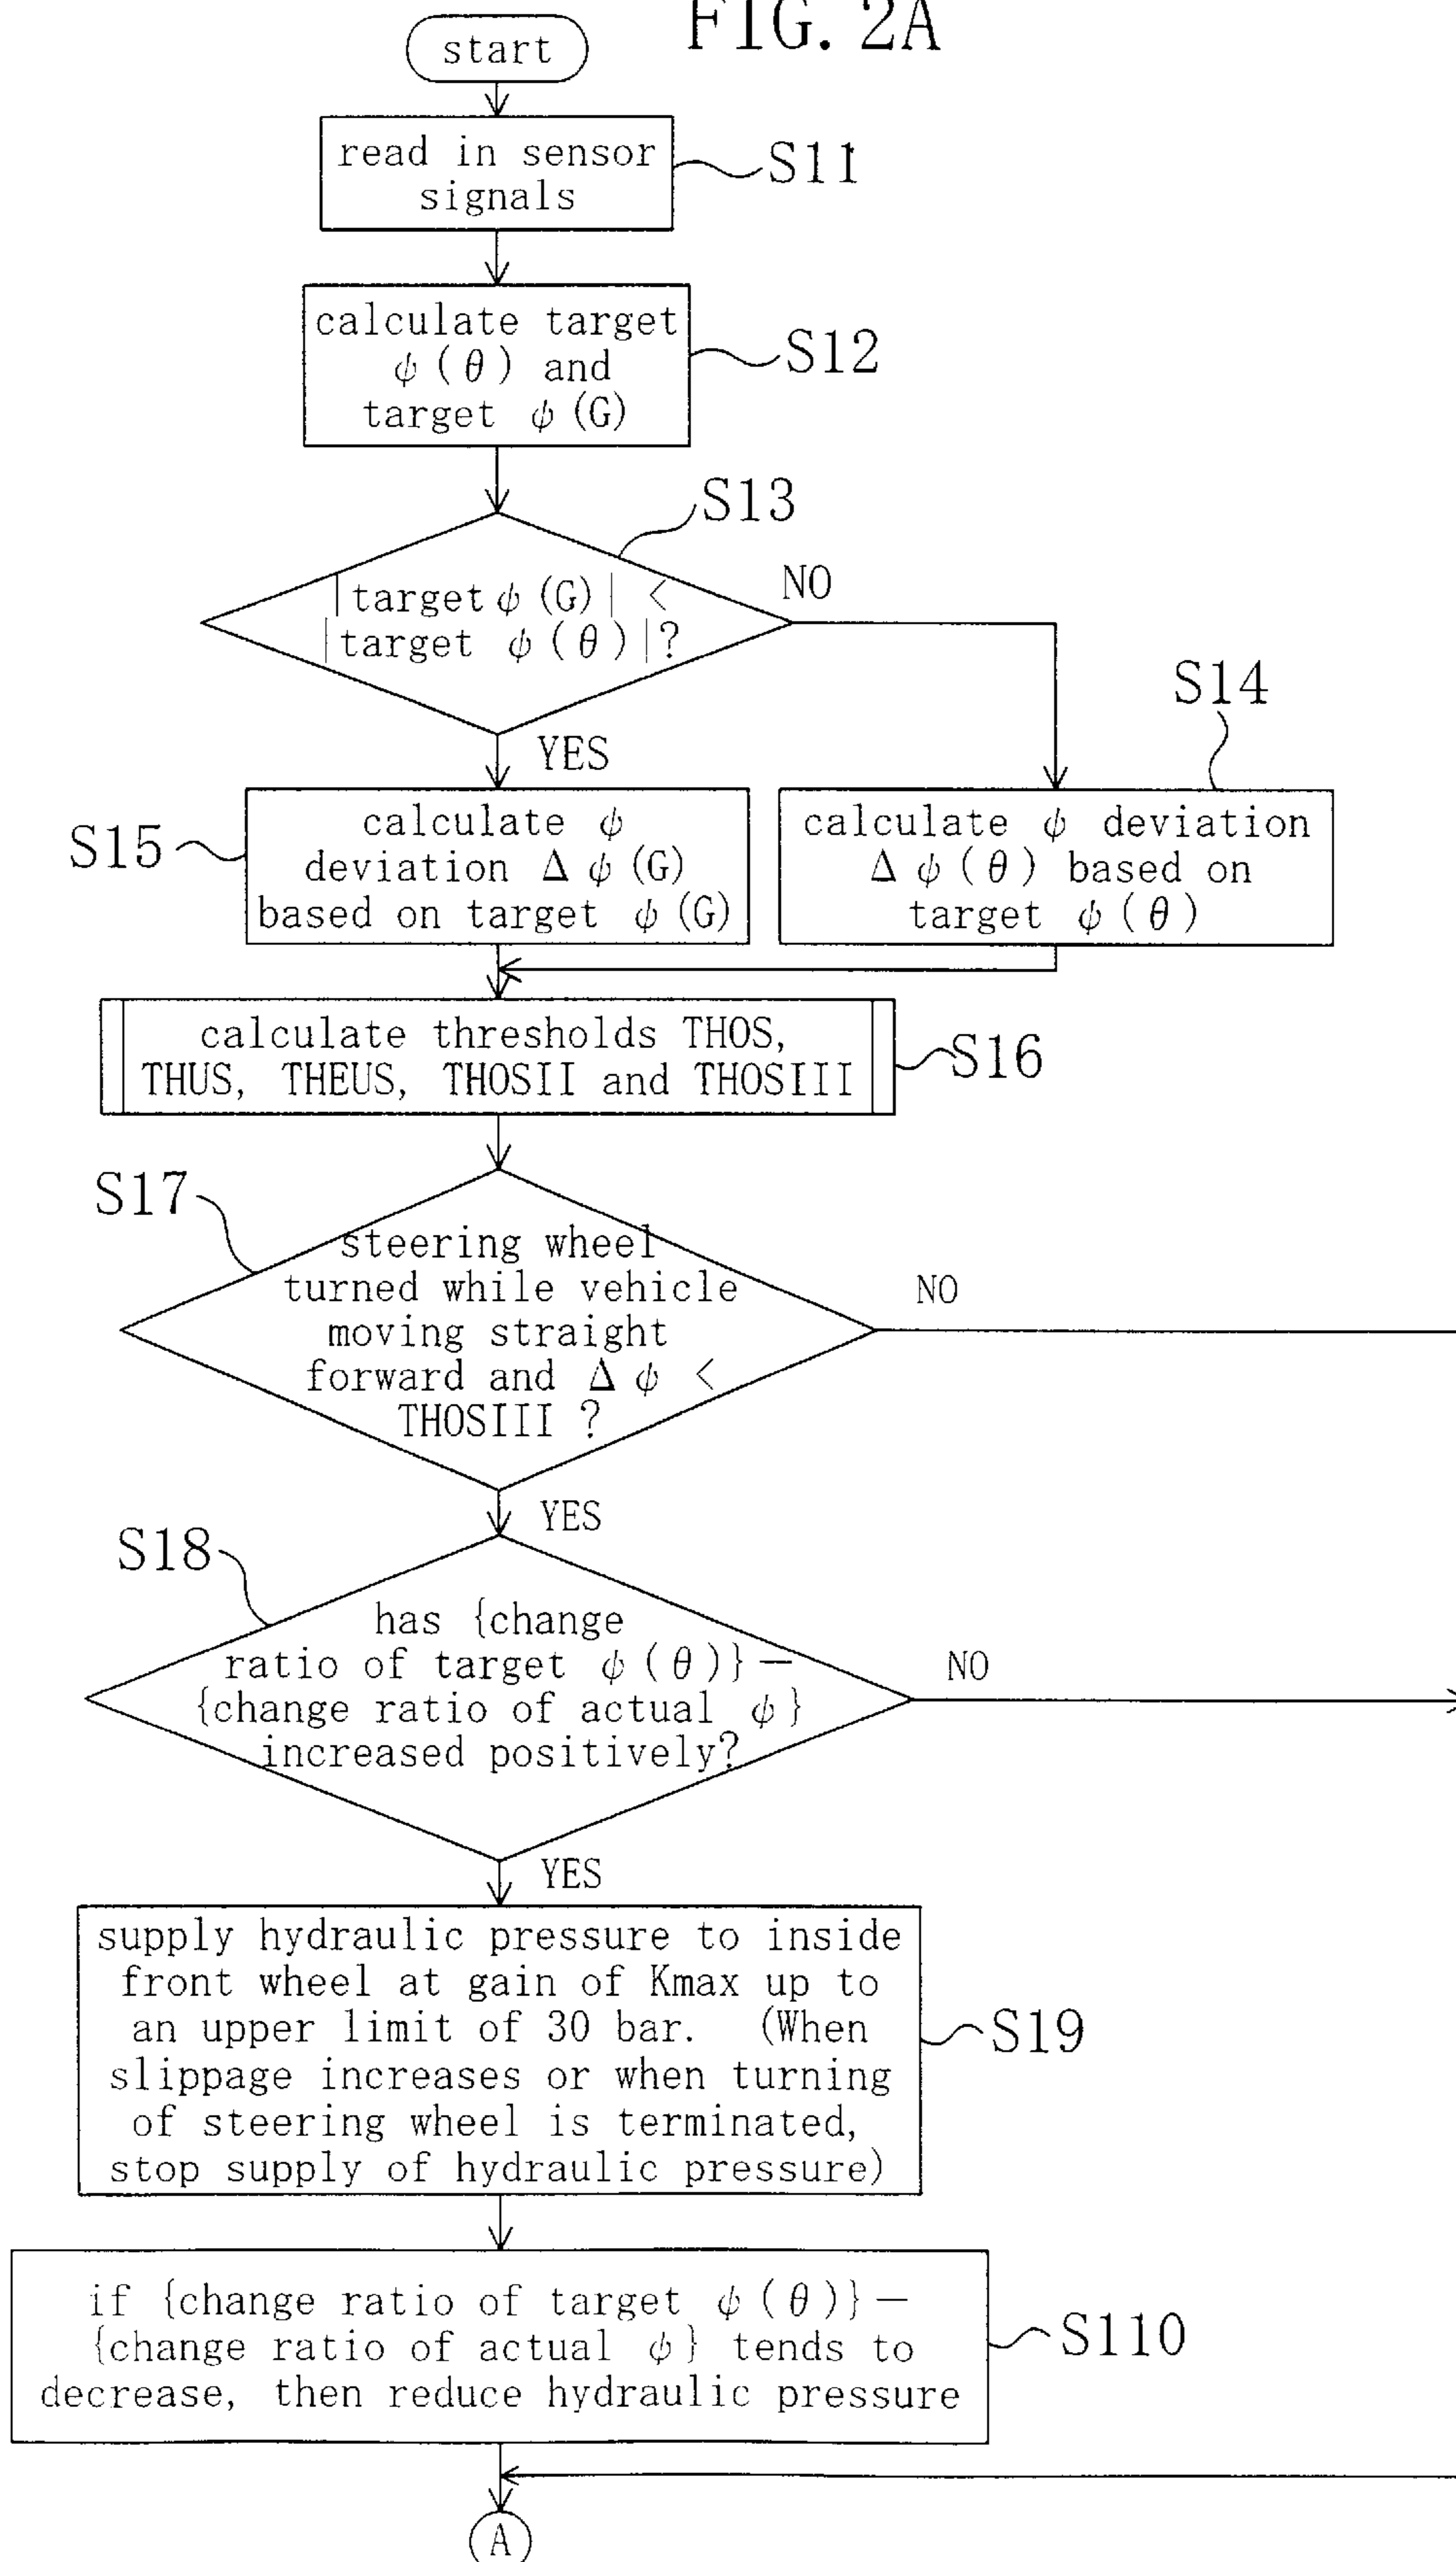 FIG. 2A
start
read in sensor
signals
S11
calculate target
ψ(θ) and
target ψ(G)
S12
S13
|target ψ(G)| <
|target ψ(θ)|?
NO
YES
S14
S15
calculate ψ
deviation Δψ(G)
based on target ψ(G)
calculate ψ deviation
Δψ(θ) based on
target ψ(θ)
calculate thresholds THOS,
THUS, THEUS, THOSII and THOSIII
S16
S17
steering wheel
turned while vehicle
moving straight
forward and Δψ <
THOSIII ?
NO
YES
S18
has {change
ratio of target ψ(θ)}—
{change ratio of actual ψ}
increased positively?
NO
YES
supply hydraulic pressure to inside
front wheel at gain of Kmax up to
an upper limit of 30 bar. (When
slippage increases or when turning
of steering wheel is terminated,
stop supply of hydraulic pressure)
S19
if {change ratio of target ψ(θ)}—
{change ratio of actual ψ} tends to
decrease, then reduce hydraulic pressure
S110
A